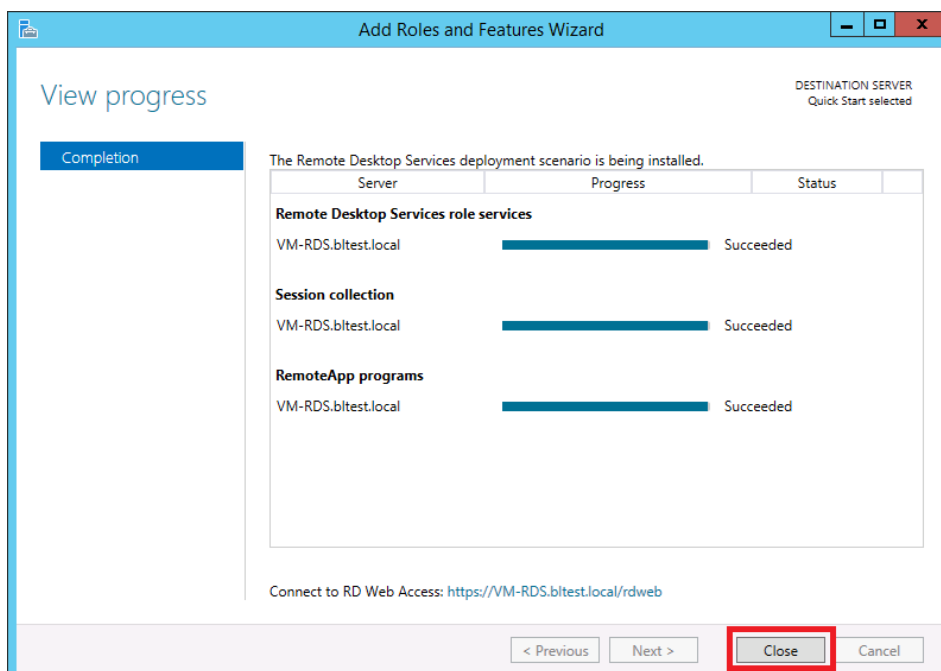 Add Roles and Features Wizard
View progress
DESTINATION SERVER
Quick Start selected
Completion
The Remote Desktop Services deployment scenario is being installed.
Server Progress Status
Remote Desktop Services role services
VM-RDS.bltest.local Succeeded
Session collection
VM-RDS.bltest.local Succeeded
RemoteApp programs
VM-RDS.bltest.local Succeeded
Connect to RD Web Access: https://VM-RDS.bltest.local/rdweb
< Previous Next > Close Cancel